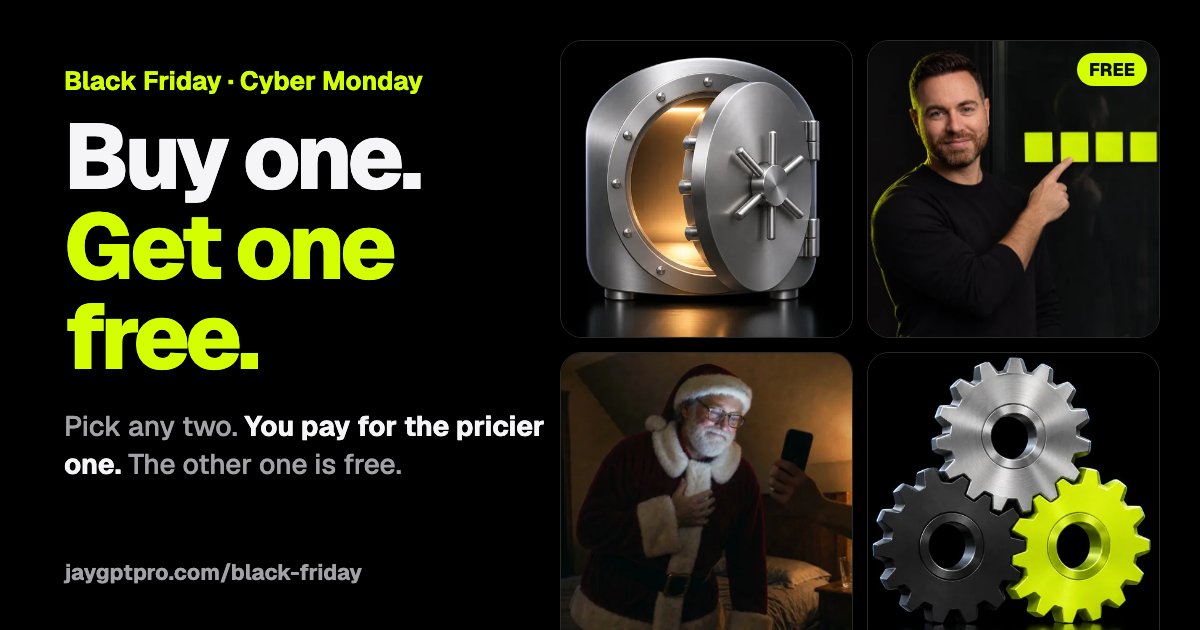 Black Friday · Cyber Monday
Buy one.
Get one
free.
Pick any two. You pay for the pricier
one. The other one is free.
jaygptpro.com/black-friday
FREE